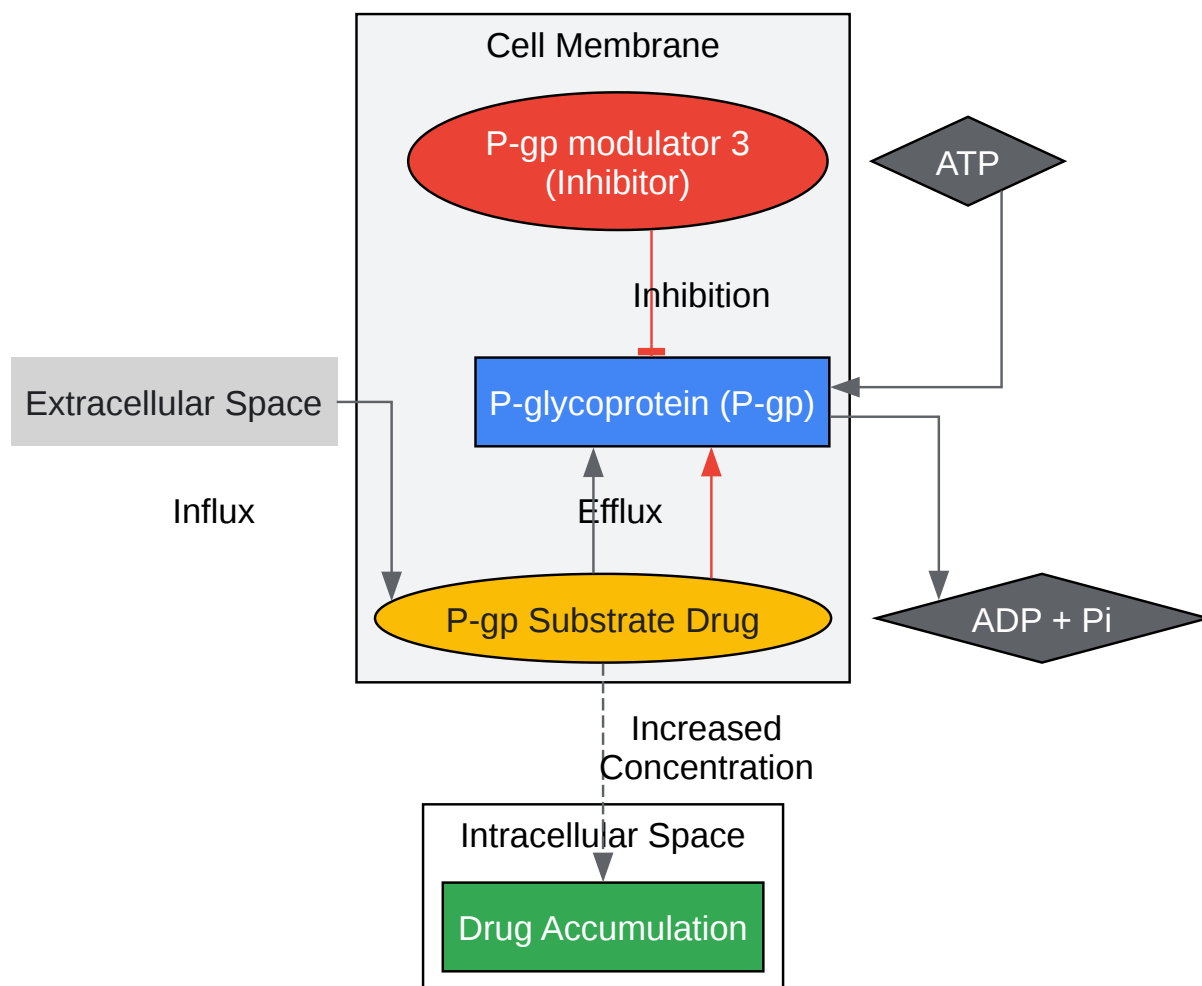 Cell Membrane
P-gp modulator 3
(Inhibitor)
ATP
Inhibition
Extracellular Space
P-glycoprotein (P-gp)
Influx
Efflux
P-gp Substrate Drug
ADP + Pi
Increased
Concentration
Intracellular Space
Drug Accumulation